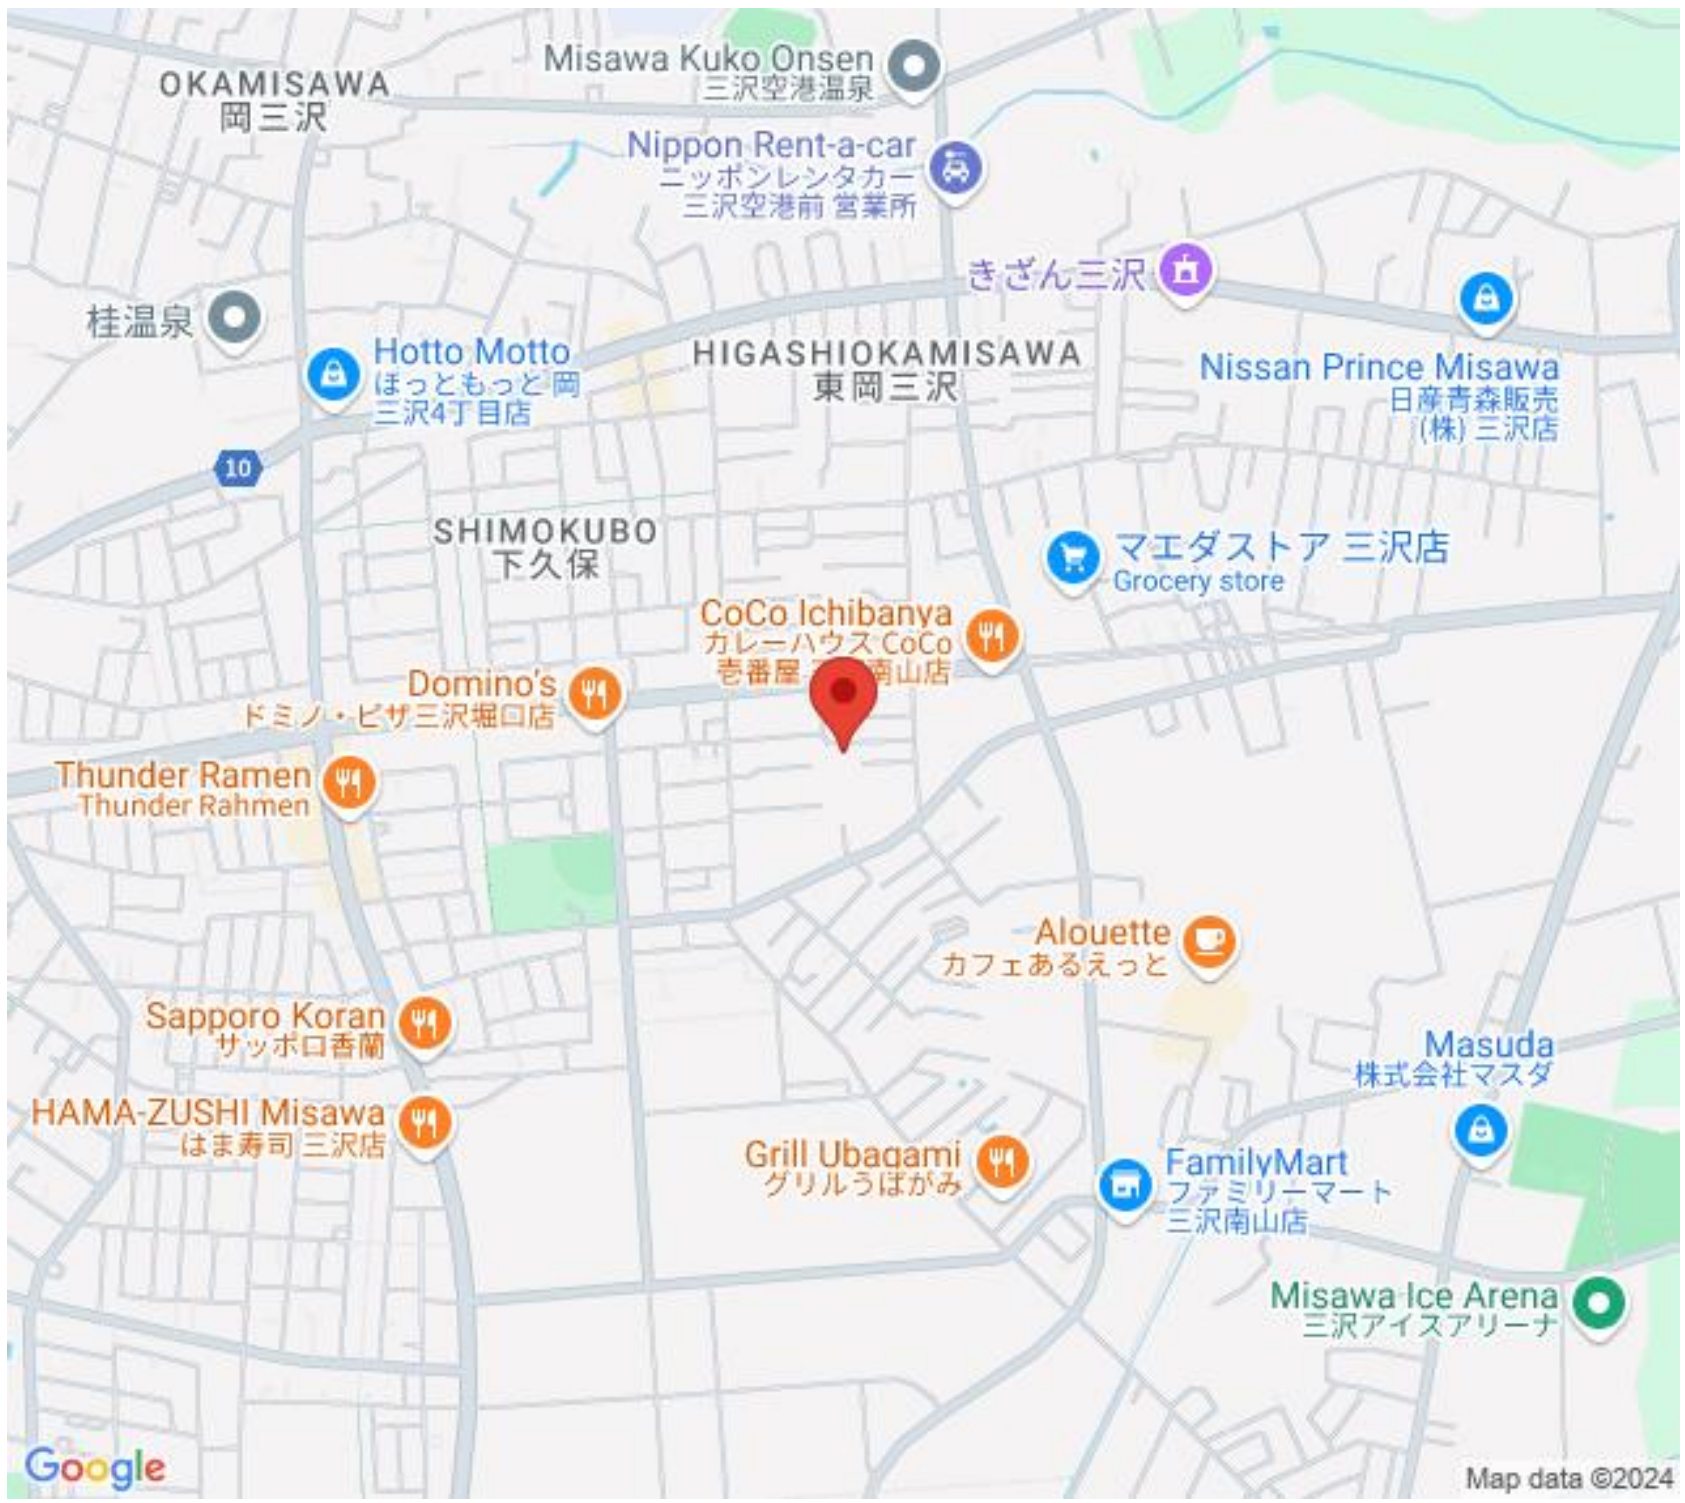 Misawa Kuko Onsen
三沢空港温泉
OKAMISAWA
岡三沢
Nippon Rent-a-car
ニッポンレンタカー
三沢空港前 営業所
きざん三沢
桂温泉
Hotto Motto
ほっともっと 岡
三沢4丁目店
HIGASHIOKAMISAWA
東岡三沢
Nissan Prince Misawa
日産青森販売
(株) 三沢店
10
SHIMOKUBO
下久保
マエダストア 三沢店
Grocery store
CoCo Ichibanya
カレーハウス CoCo
壱番屋 南山店
Domino's
ドミノ・ピザ三沢堀口店
Thunder Ramen
Thunder Rahmen
Alouette
カフェあるえっと
Sapporo Koran
サッポロ香蘭
Masuda
株式会社マスダ
HAMA-ZUSHI Misawa
はま寿司 三沢店
Grill Ubagami
グリルうばがみ
FamilyMart
ファミリーマート
三沢南山店
Misawa Ice Arena
三沢アイスアリーナ
Google
Map data ©2024